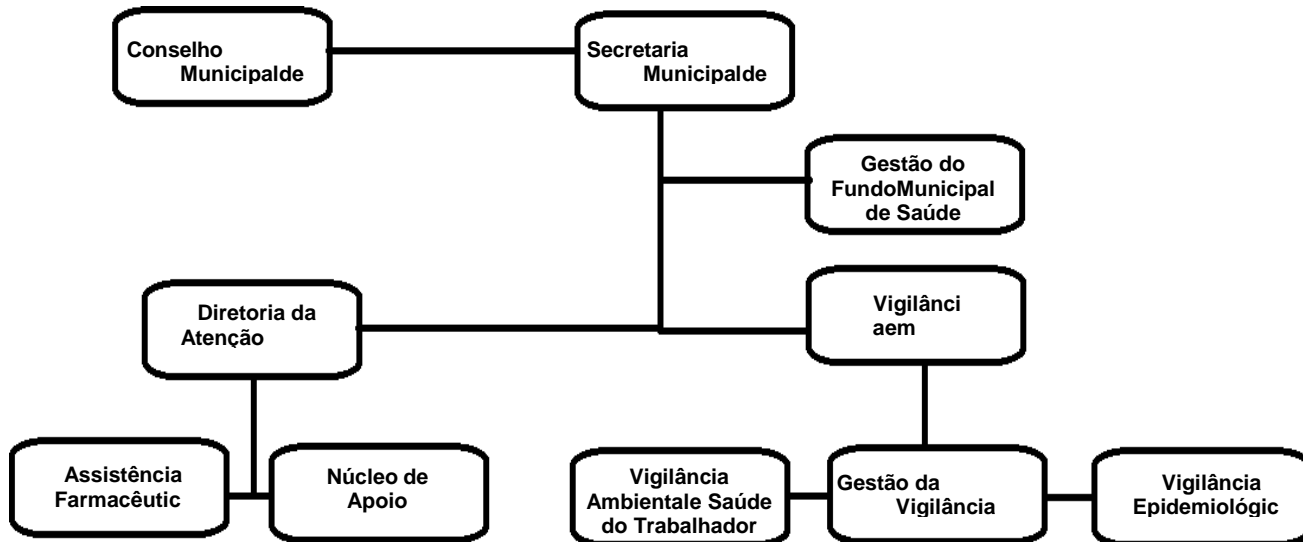 Conselho
Municipalde
Secretaria
Municipalde
Gestão do
FundoMunicipal
de Saúde
Diretoria da
Atenção
Vigilânci
aem
Assistência
Farmacêutic
Núcleo de
Apoio
Vigilância
Ambientale Saúde
do Trabalhador
Gestão da
Vigilância
Vigilância
Epidemiológic